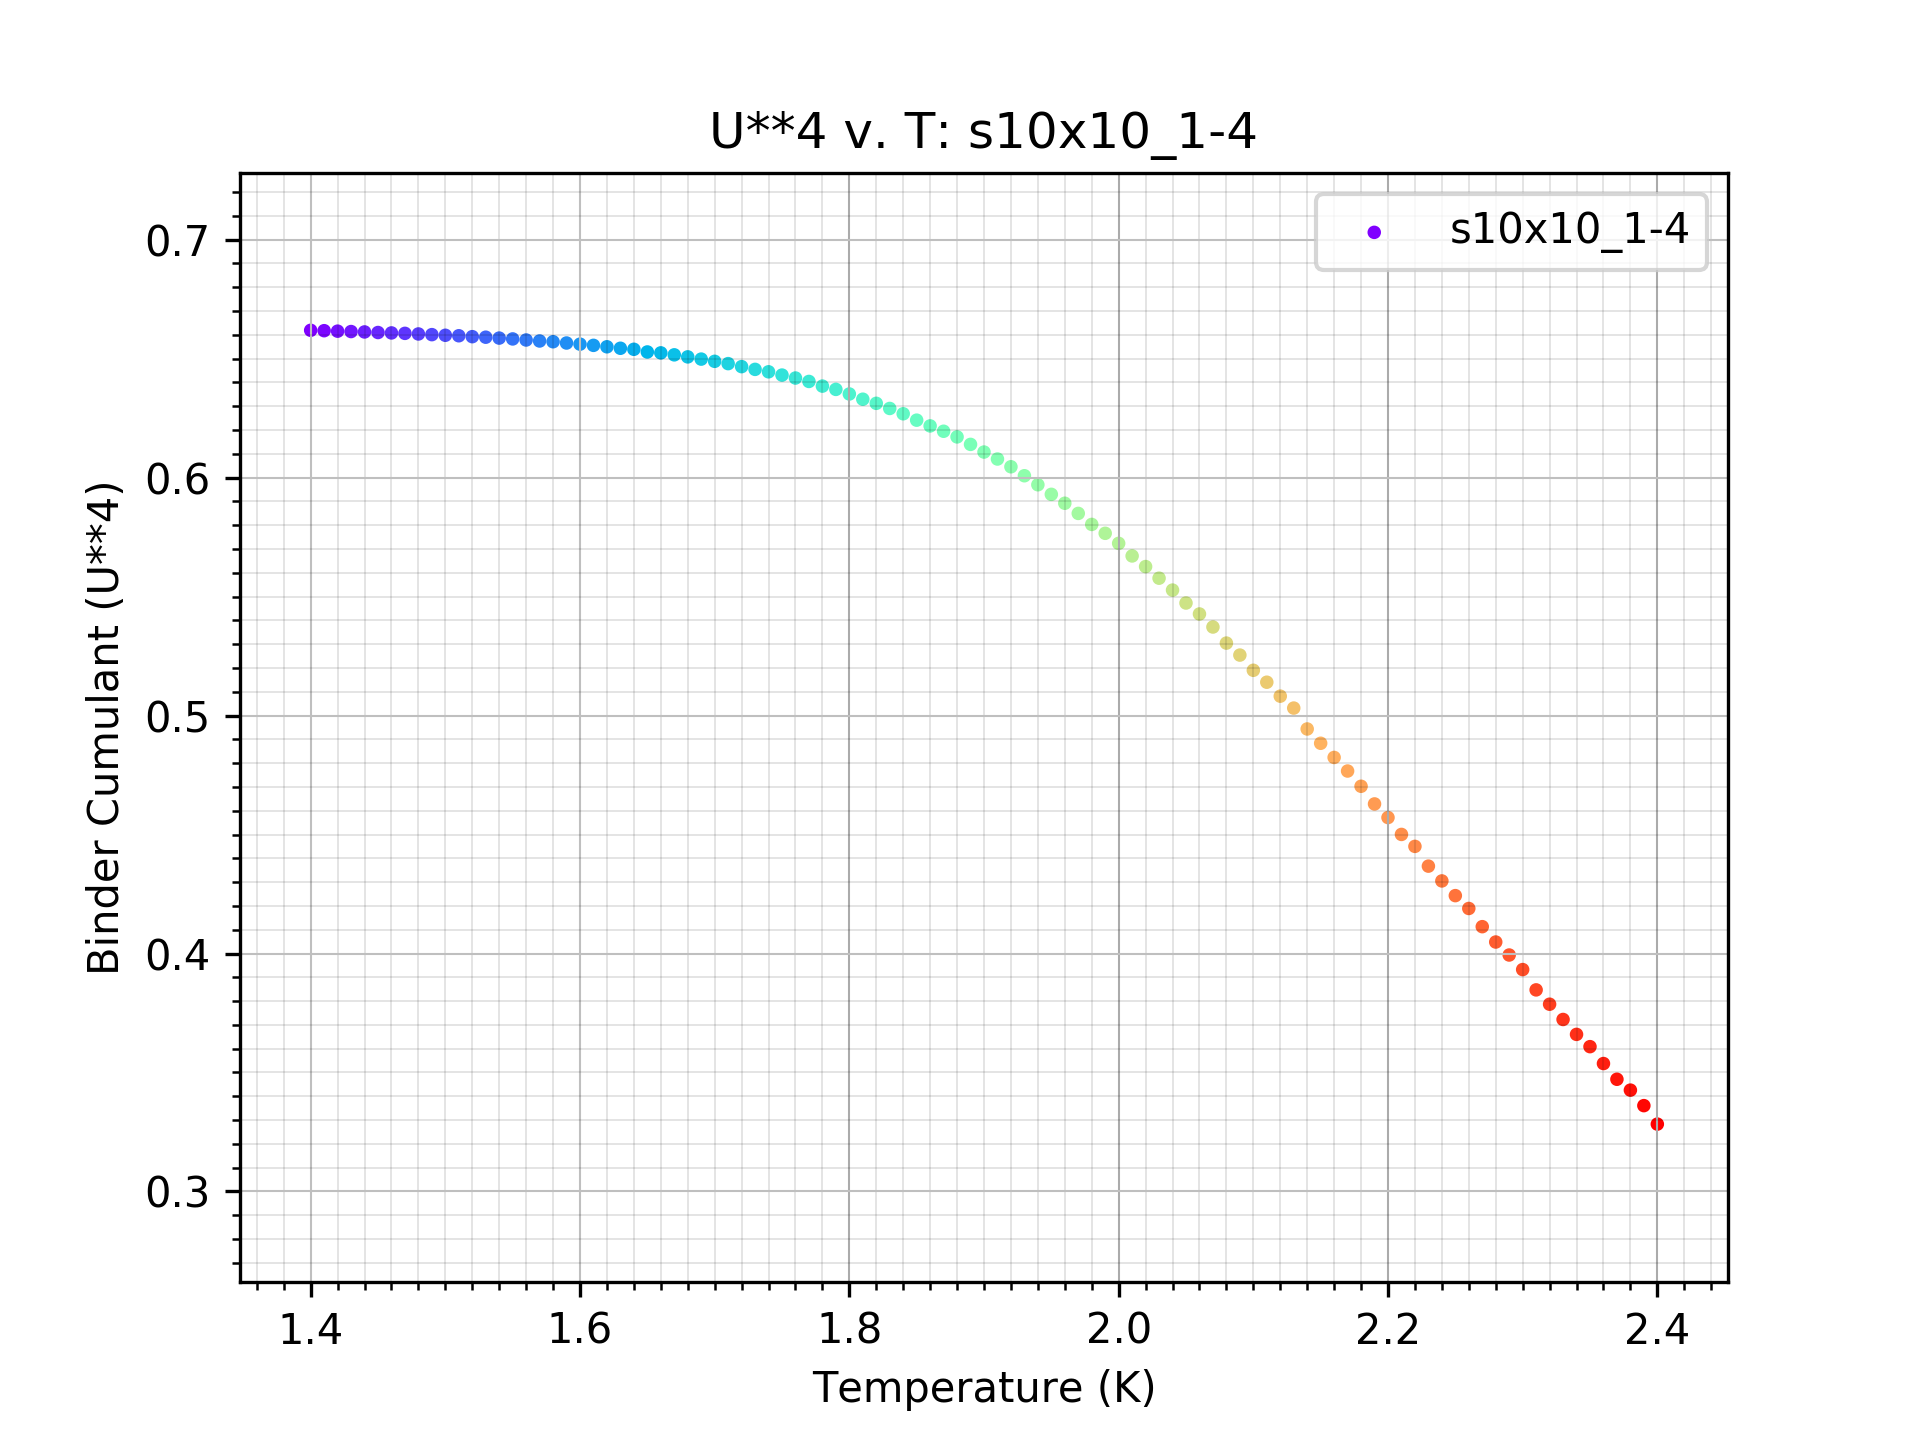 U**4 v. T: s10x10_1-4
s10x10_1-4
Binder Cumulant (U**4)
0.7
0.6
0.5
0.4
0.3
1.4 1.6 1.8 2.0 2.2 2.4
Temperature (K)